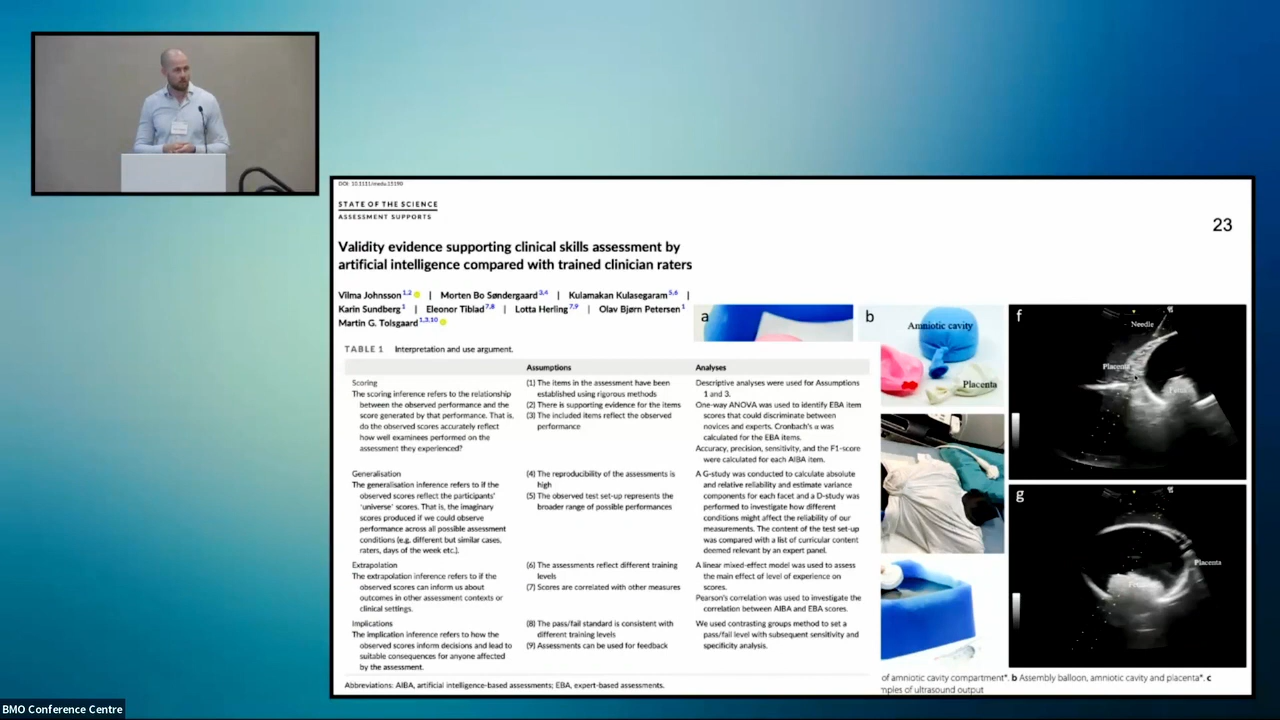 DOI: 10.1111/medu.15190
STATE OF THE SCIENCE
ASSESSMENT SUPPORTS
23
Validity evidence supporting clinical skills assessment by
artificial intelligence compared with trained clinician raters
Vilma Johnsson1,2 | Morten Bo Søndergaard3,4 | Kulamakan Kulasegaram5,6 |
Karin Sundberg1 | Eleonor Tiblad7,8 | Lotta Herling7,9 | Olav Bjørn Petersen1
Martin G. Tolsgaard1,3,10
TABLE 1 Interpretation and use argument.
Assumptions Analyses
Scoring
The scoring inference refers to the relationship
between the observed performance and the
score generated by that performance. That is,
do the observed scores accurately reflect
how well examinees performed on the
assessment they experienced?
(1) The items in the assessment have been
established using rigorous methods
(2) There is supporting evidence for the items
(3) The included items reflect the observed
performance
Descriptive analyses were used for Assumptions
1 and 3.
One-way ANOVA was used to identify EBA item
scores that could discriminate between
novices and experts. Cronbach's α was
calculated for the EBA items.
Accuracy, precision, sensitivity, and the F1-score
were calculated for each AIBA item.
Generalisation
The generalisation inference refers to if the
observed scores reflect the participants'
'universe' scores. That is, the imaginary
scores produced if we could observe
performance across all possible assessment
conditions (e.g. different but similar cases,
raters, days of the week etc.).
(4) The reproducibility of the assessments is
high
(5) The observed test set-up represents the
broader range of possible performances
A G-study was conducted to calculate absolute
and relative reliability and estimate variance
components for each facet and a D-study was
performed to investigate how different
conditions might affect the reliability of our
measurements. The content of the test set-up
was compared with a list of curricular content
deemed relevant by an expert panel.
Extrapolation
The extrapolation inference refers to if the
observed scores can inform us about
outcomes in other assessment contexts or
clinical settings.
(6) The assessments reflect different training
levels
(7) Scores are correlated with other measures
A linear mixed-effect model was used to assess
the main effect of level of experience on
scores.
Pearson's correlation was used to investigate the
correlation between AIBA and EBA scores.
Implications
The implication inference refers to how the
observed scores inform decisions and lead to
suitable consequences for anyone affected
by the assessment.
(8) The pass/fail standard is consistent with
different training levels
(9) Assessments can be used for feedback
We used contrasting groups method to set a
pass/fail level with subsequent sensitivity and
specificity analysis.
Abbreviations: AIBA, artificial intelligence-based assessments; EBA, expert-based assessments.
a
b
Amniotic cavity
Placenta
f
Needle
Placenta
g
Placenta
of amniotic cavity compartment*. b Assembly balloon, amniotic cavity and placenta*. c
mples of ultrasound output
BMO Conference Centre